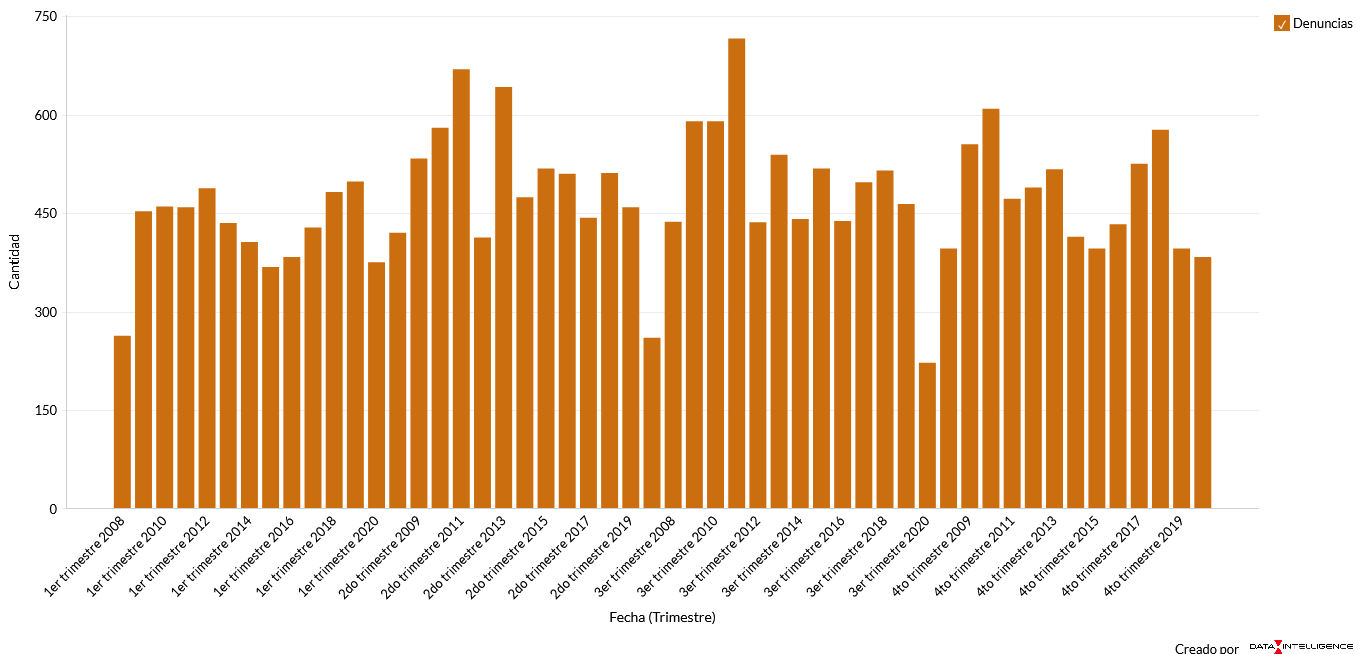 750
600
450
300
150
0
Cantidad
✓ Denuncias
1er trimestre 2008
1er trimestre 2010
1er trimestre 2012
1er trimestre 2014
1er trimestre 2016
1er trimestre 2018
1er trimestre 2020
2do trimestre 2009
2do trimestre 2011
2do trimestre 2013
2do trimestre 2015
2do trimestre 2017
2do trimestre 2019
3er trimestre 2008
3er trimestre 2010
3er trimestre 2012
3er trimestre 2014
3er trimestre 2016
3er trimestre 2018
3er trimestre 2020
4to trimestre 2009
4to trimestre 2011
4to trimestre 2013
4to trimestre 2015
4to trimestre 2017
4to trimestre 2019
Fecha (Trimestre)
Creado por DATA INTELLIGENCE